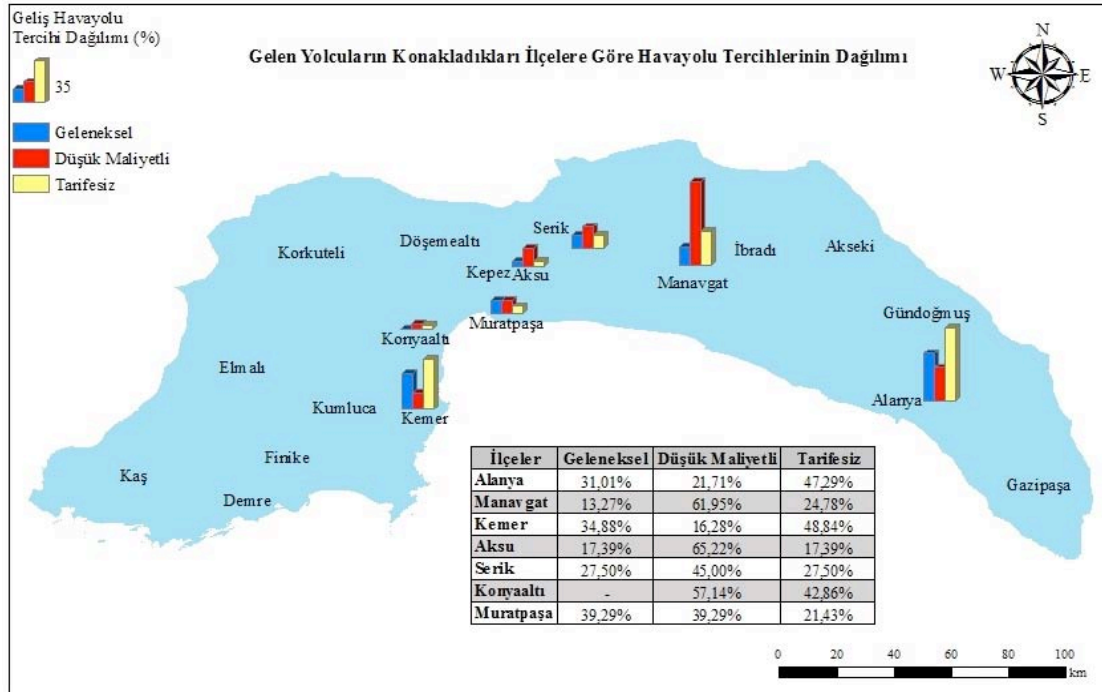 Geliş Havayolu
Tercihi Dağılımı (%)
35
Geleneksel
Düşük Maliyetli
Tarifesiz
Gelen Yolcuların Konakladıkları İlçelere Göre Havayolu Tercihlerinin Dağılımı
N
W
E
S
Serik
Döşemealtı
Korkuteli
Kepez
Aksu
İbradı
Akseki
Manavgat
Muratpaşa
Gündoğmuş
Konyaaltı
Elmalı
Kumluca
Kemer
Alanya
Finike
Kaş
Demre
Gazipaşa
İlçeler Geleneksel Düşük Maliyetli Tarifesiz
Alanya 31,01% 21,71% 47,29%
Manavgat 13,27% 61,95% 24,78%
Kemer 34,88% 16,28% 48,84%
Aksu 17,39% 65,22% 17,39%
Serik 27,50% 45,00% 27,50%
Konyaaltı - 57,14% 42,86%
Muratpaşa 39,29% 39,29% 21,43%
0 20 40 60 80 100
km